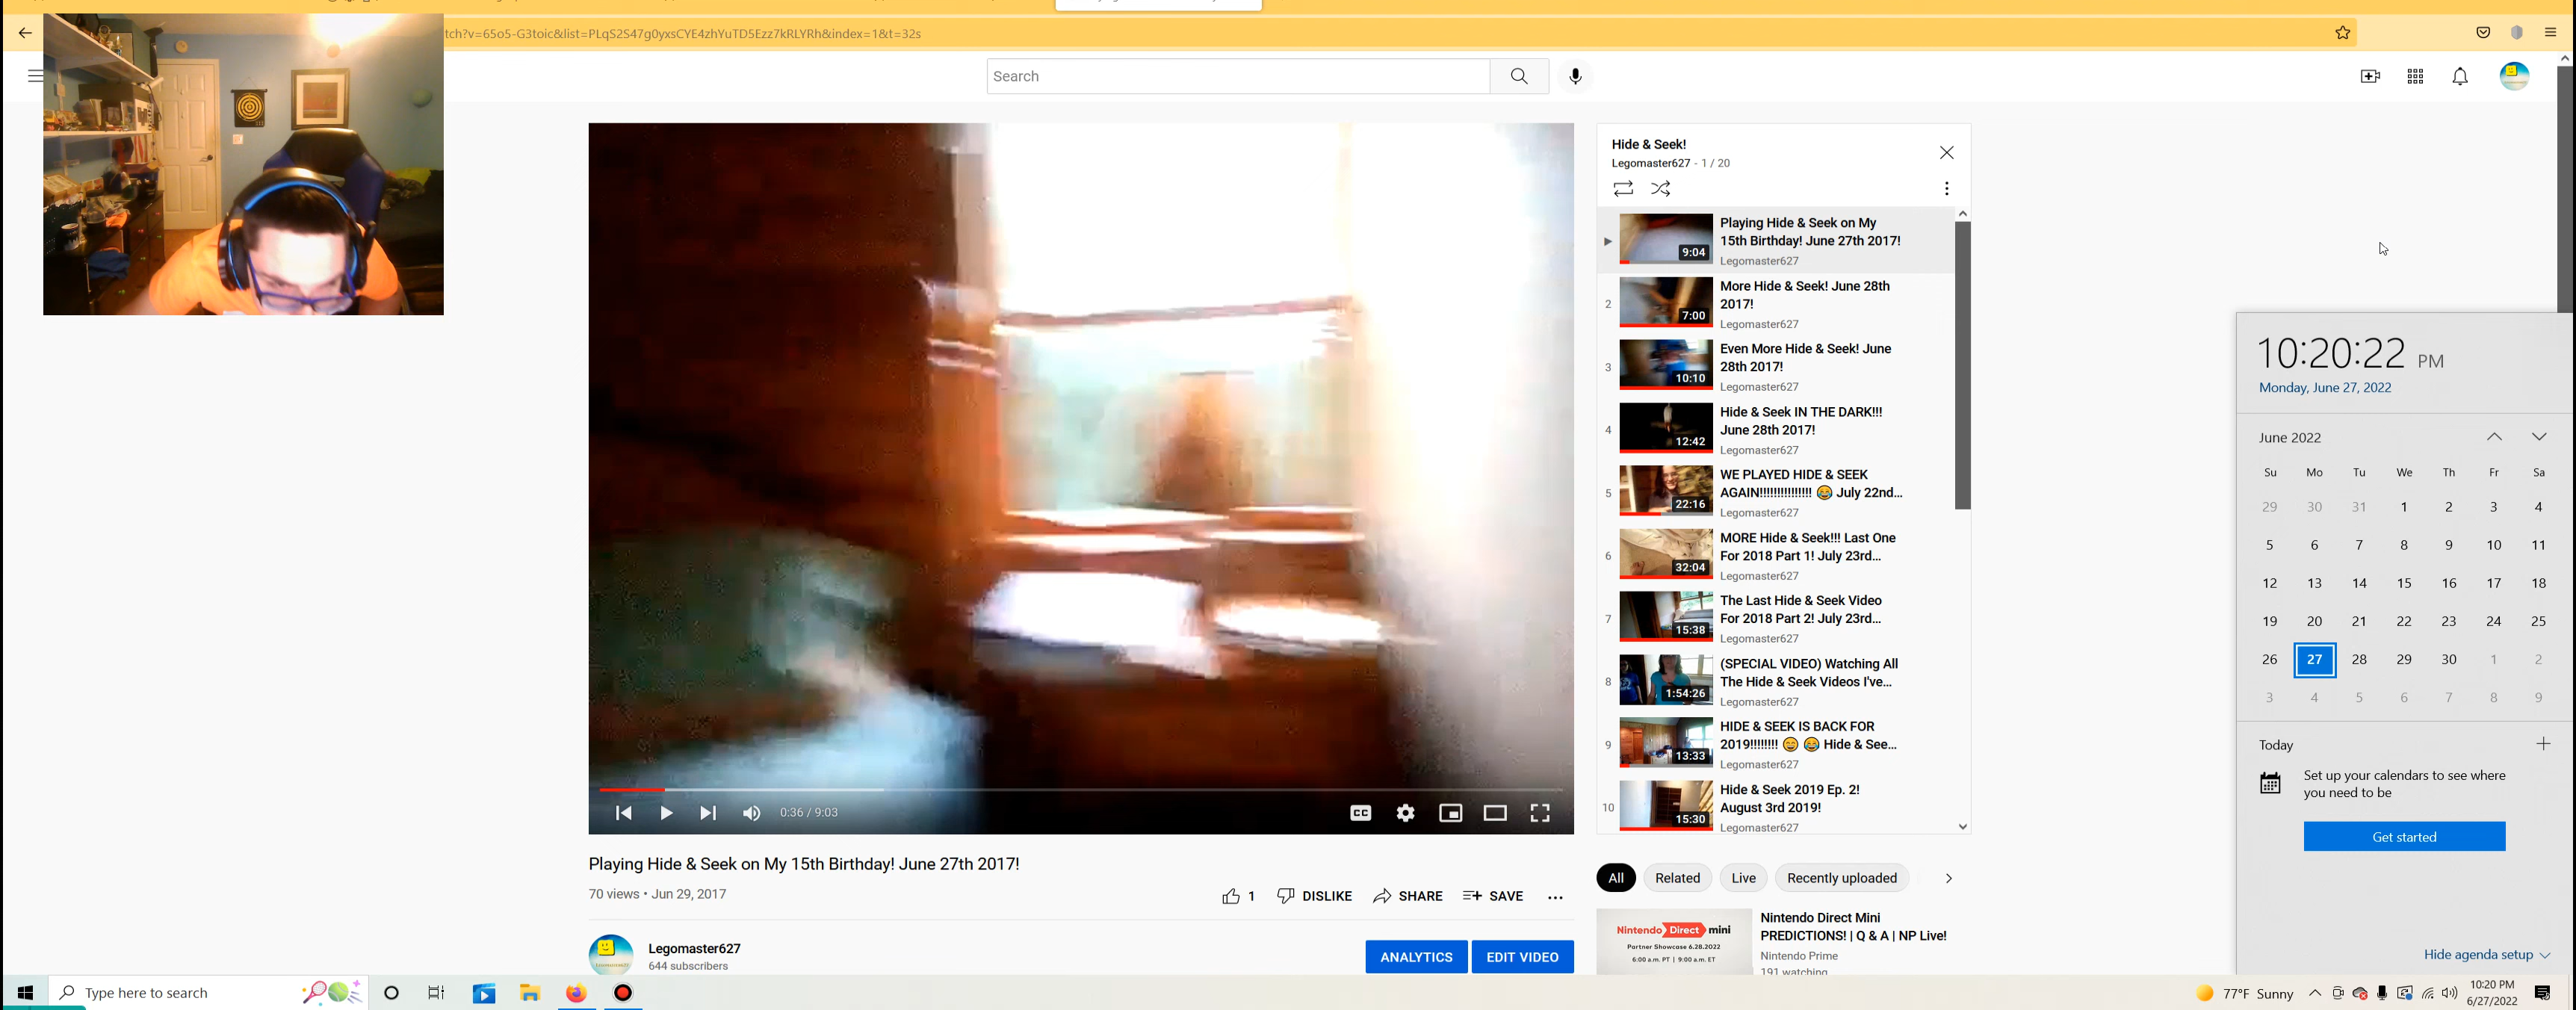 tch?v=65o5-G3toic&list=PLqS2S47g0yxsCYE4zhYuTD5Ezz7kRLYRh&index=1&t=32s
Search
Hide & Seek!
Legomaster627 - 1 / 20
Playing Hide & Seek on My
15th Birthday! June 27th 2017!
9:04
Legomaster627
2
More Hide & Seek! June 28th
2017!
7:00
Legomaster627
3
Even More Hide & Seek! June
28th 2017!
10:10
Legomaster627
4
Hide & Seek IN THE DARK!!!
June 28th 2017!
12:42
Legomaster627
5
WE PLAYED HIDE & SEEK
AGAIN!!!!!!!!!!!!!!! 😂 July 22nd...
22:16
Legomaster627
6
MORE Hide & Seek!!! Last One
For 2018 Part 1! July 23rd...
32:04
Legomaster627
7
The Last Hide & Seek Video
For 2018 Part 2! July 23rd...
15:38
Legomaster627
8
(SPECIAL VIDEO) Watching All
The Hide & Seek Videos I've...
1:54:26
Legomaster627
9
HIDE & SEEK IS BACK FOR
2019!!!!!!!! 😄 😂 Hide & See...
13:33
Legomaster627
10
Hide & Seek 2019 Ep. 2!
August 3rd 2019!
15:30
Legomaster627
0:36 / 9:03
CC
Playing Hide & Seek on My 15th Birthday! June 27th 2017!
70 views • Jun 29, 2017
1 DISLIKE SHARE SAVE
Legomaster627
644 subscribers
ANALYTICS EDIT VIDEO
All Related Live Recently uploaded
Nintendo Direct mini
Partner Showcase 6.28.2022
6:00 a.m. PT | 9:00 a.m. ET
Nintendo Direct Mini
PREDICTIONS! | Q & A | NP Live!
Nintendo Prime
191 watching
10:20:22 PM
Monday, June 27, 2022
June 2022
Su Mo Tu We Th Fr Sa
29 30 31 1 2 3 4
5 6 7 8 9 10 11
12 13 14 15 16 17 18
19 20 21 22 23 24 25
26 27 28 29 30 1 2
3 4 5 6 7 8 9
Today
Set up your calendars to see where
you need to be
Get started
Hide agenda setup
Type here to search
77°F Sunny
10:20 PM
6/27/2022